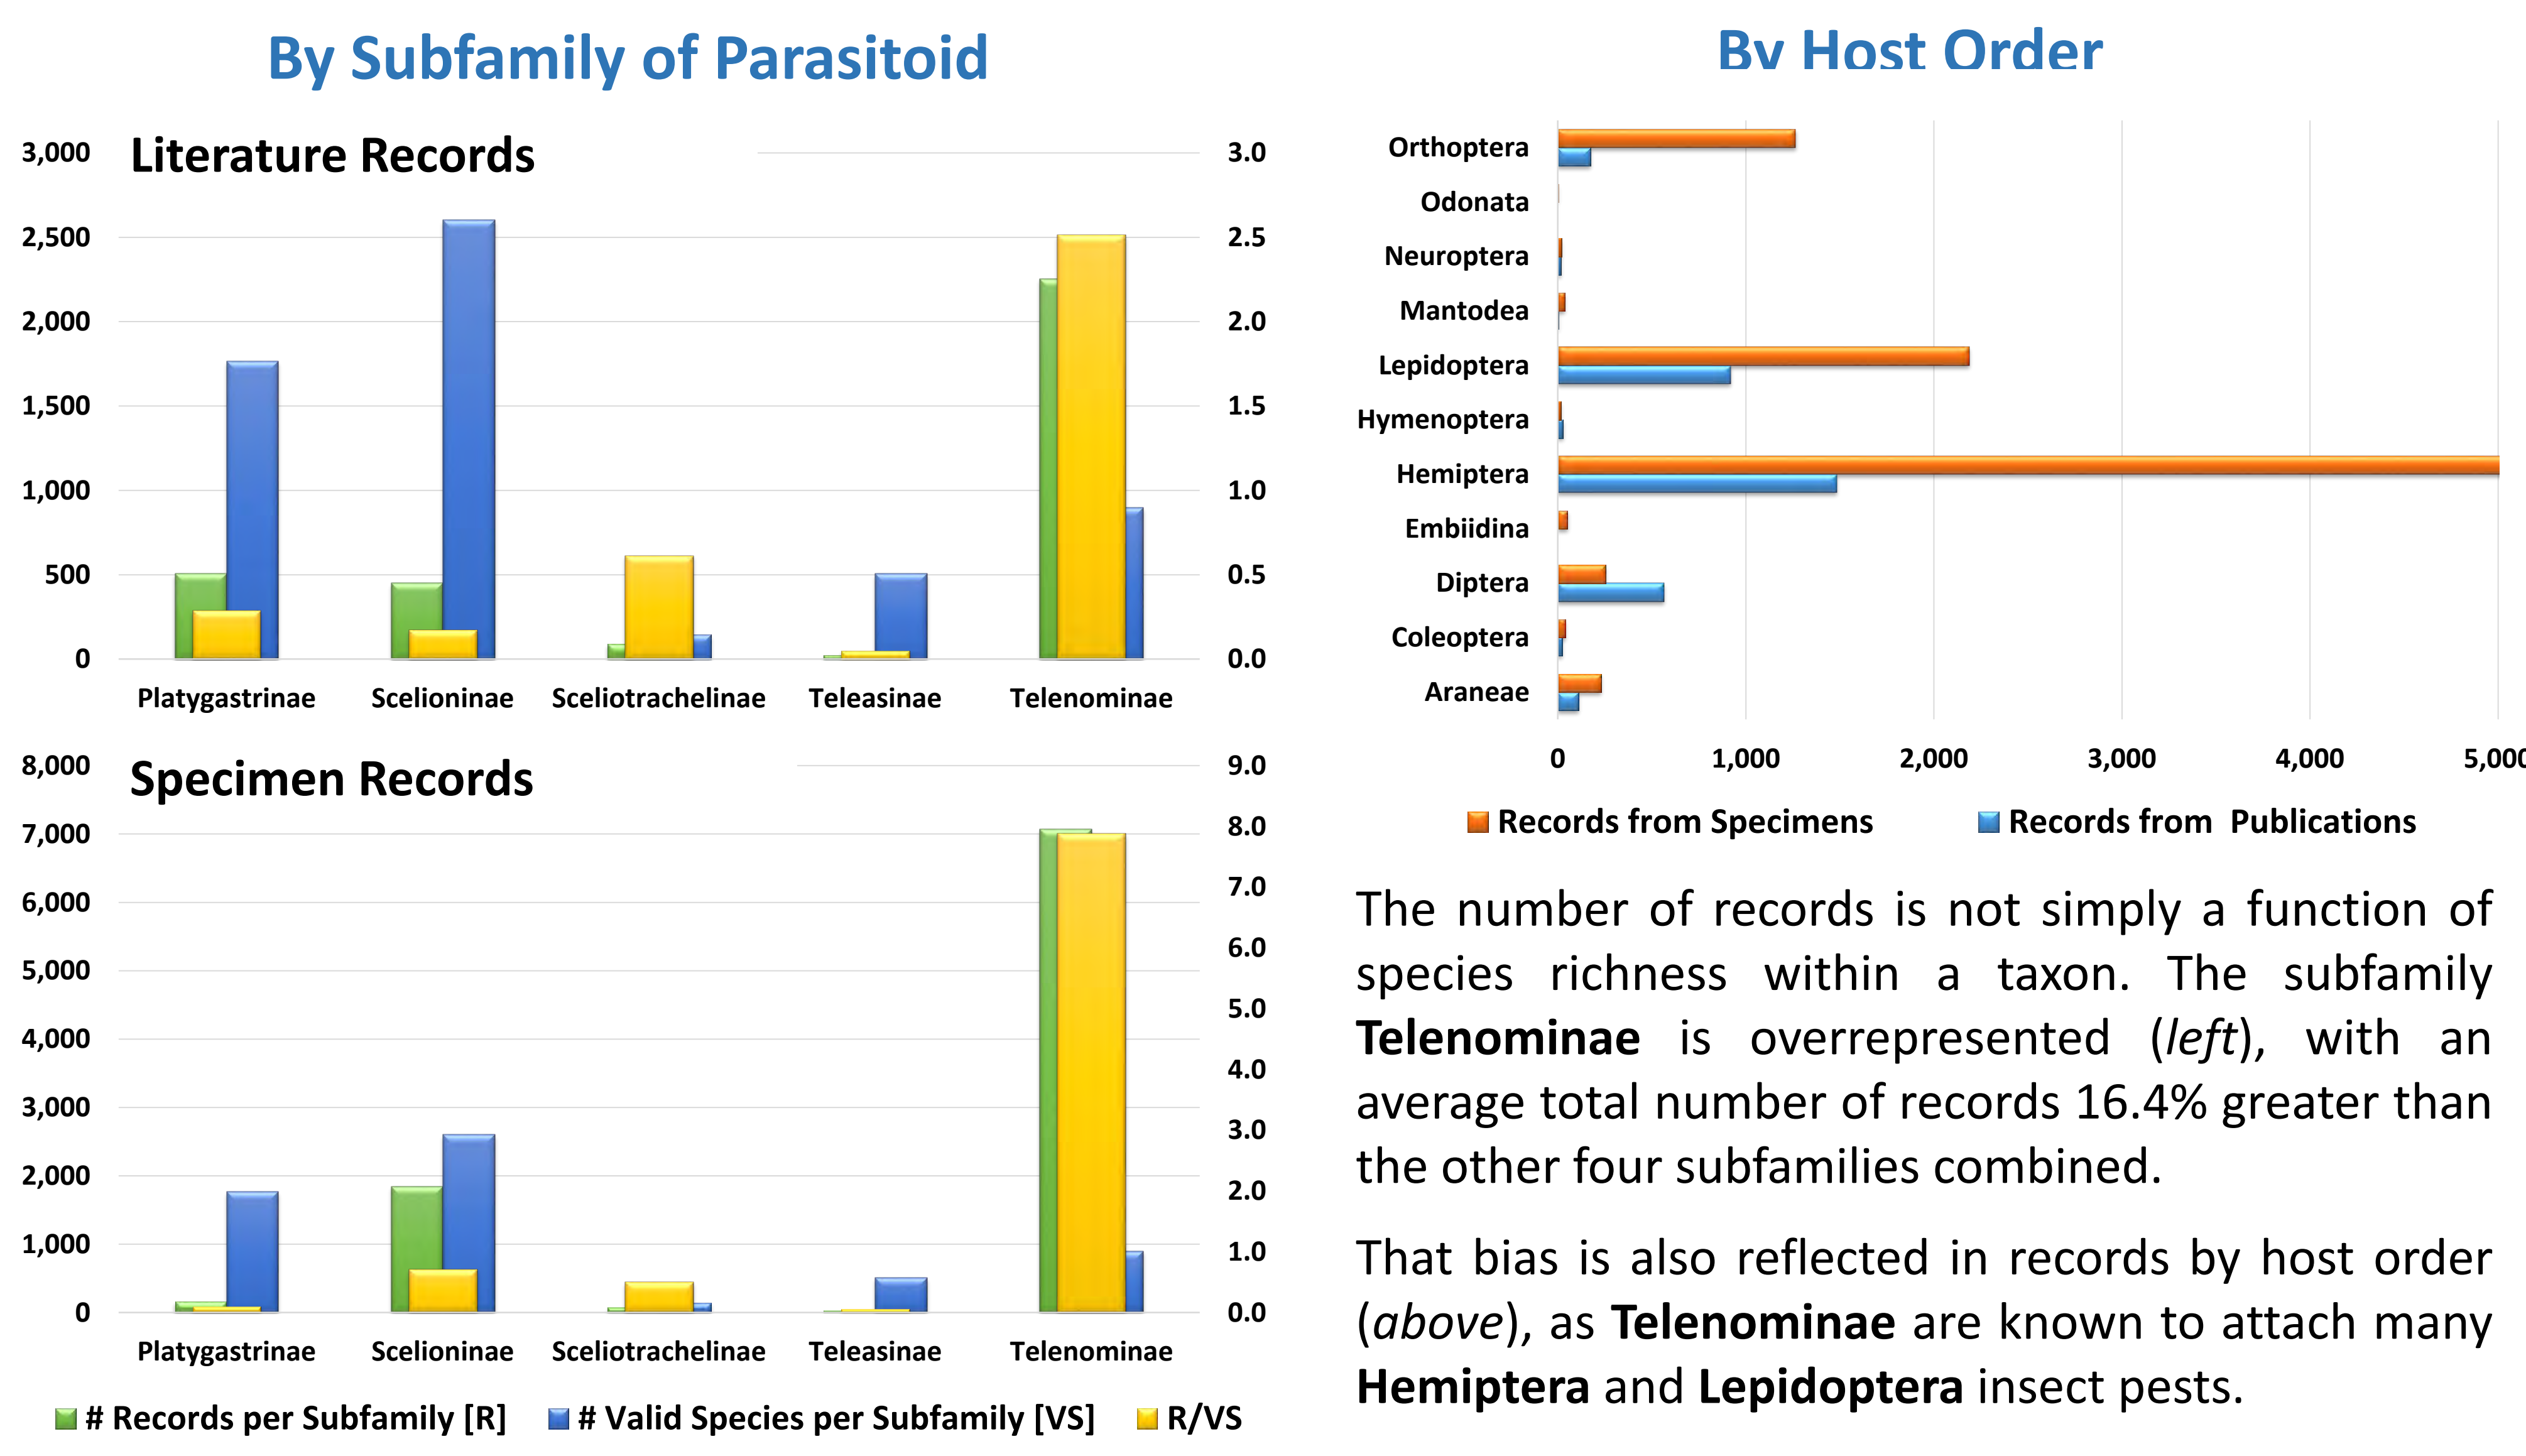 By Subfamily of Parasitoid
Literature Records
3,000
2,500
2,000
1,500
1,000
500
0
3.0
2.5
2.0
1.5
1.0
0.5
0.0
Platygastrinae Scelioninae Sceliotrachelinae Teleasinae Telenominae
Specimen Records
8,000
7,000
6,000
5,000
4,000
3,000
2,000
1,000
0
9.0
8.0
7.0
6.0
5.0
4.0
3.0
2.0
1.0
0.0
Platygastrinae Scelioninae Sceliotrachelinae Teleasinae Telenominae
# Records per Subfamily [R] # Valid Species per Subfamily [VS] R/VS
By Host Order
Orthoptera
Odonata
Neuroptera
Mantodea
Lepidoptera
Hymenoptera
Hemiptera
Embiidina
Diptera
Coleoptera
Araneae
0 1,000 2,000 3,000 4,000 5,000
Records from Specimens Records from Publications
The number of records is not simply a function of
species richness within a taxon. The subfamily
Telenominae is overrepresented (left), with an
average total number of records 16.4% greater than
the other four subfamilies combined.
That bias is also reflected in records by host order
(above), as Telenominae are known to attach many
Hemiptera and Lepidoptera insect pests.